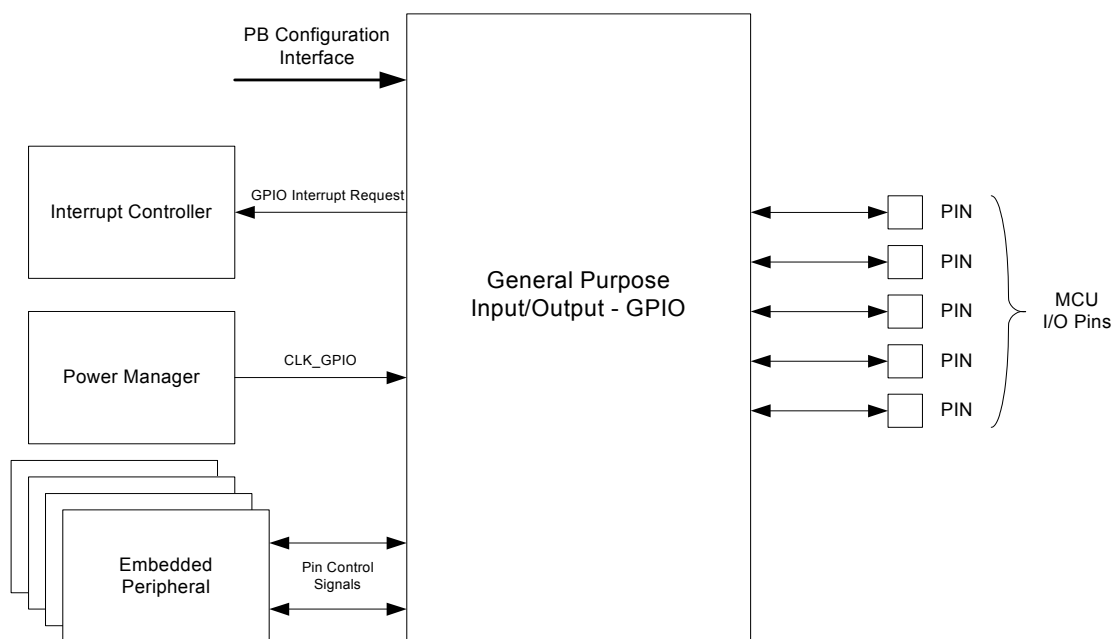 PB Configuration
Interface
Interrupt Controller
GPIO Interrupt Request
General Purpose
Input/Output - GPIO
PIN
PIN
PIN
PIN
PIN
MCU
I/O Pins
Power Manager
CLK_GPIO
Embedded
Peripheral
Pin Control
Signals